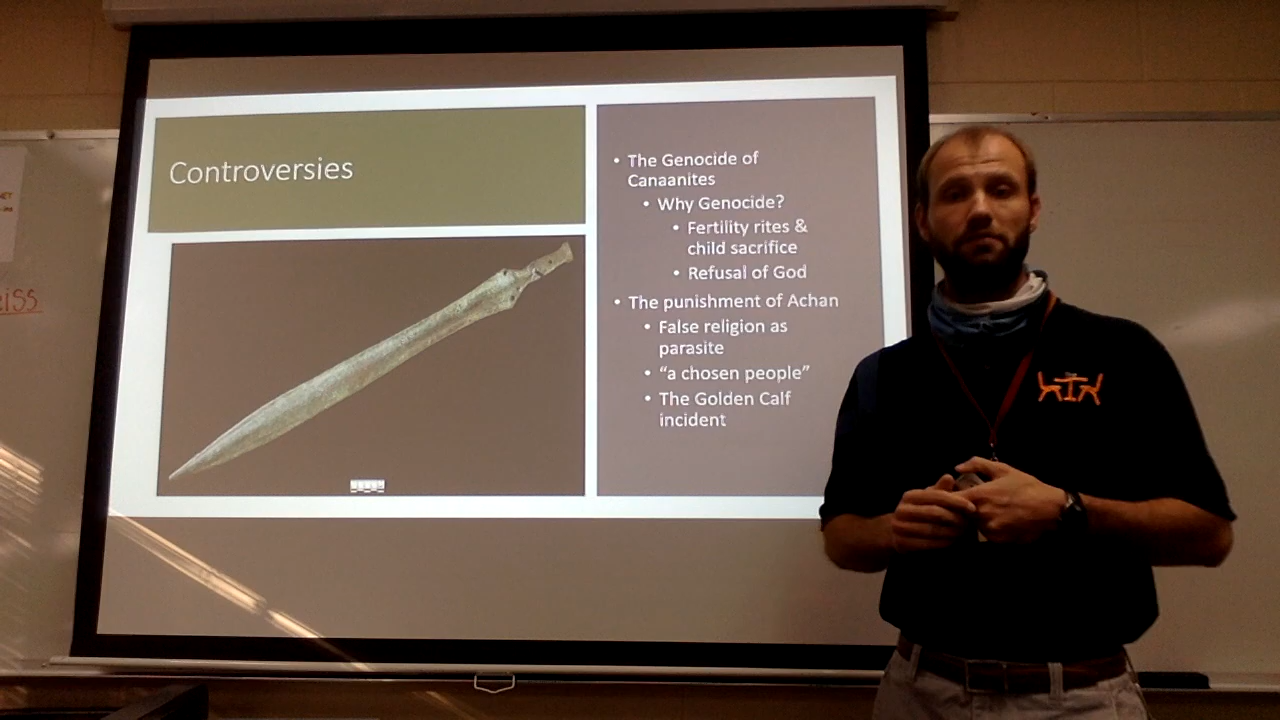 Controversies
• The Genocide of
Canaanites
• Why Genocide?
• Fertility rites &
child sacrifice
• Refusal of God
• The punishment of Achan
• False religion as
parasite
• “a chosen people”
• The Golden Calf
incident
eiss